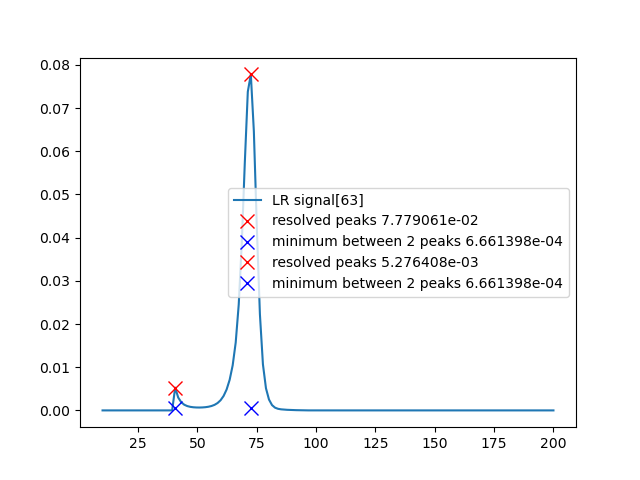 0.08
0.07
0.06
0.05
0.04
0.03
0.02
0.01
0.00
LR signal[63]
resolved peaks 7.779061e-02
minimum between 2 peaks 6.661398e-04
resolved peaks 5.276408e-03
minimum between 2 peaks 6.661398e-04
25 50 75 100 125 150 175 200